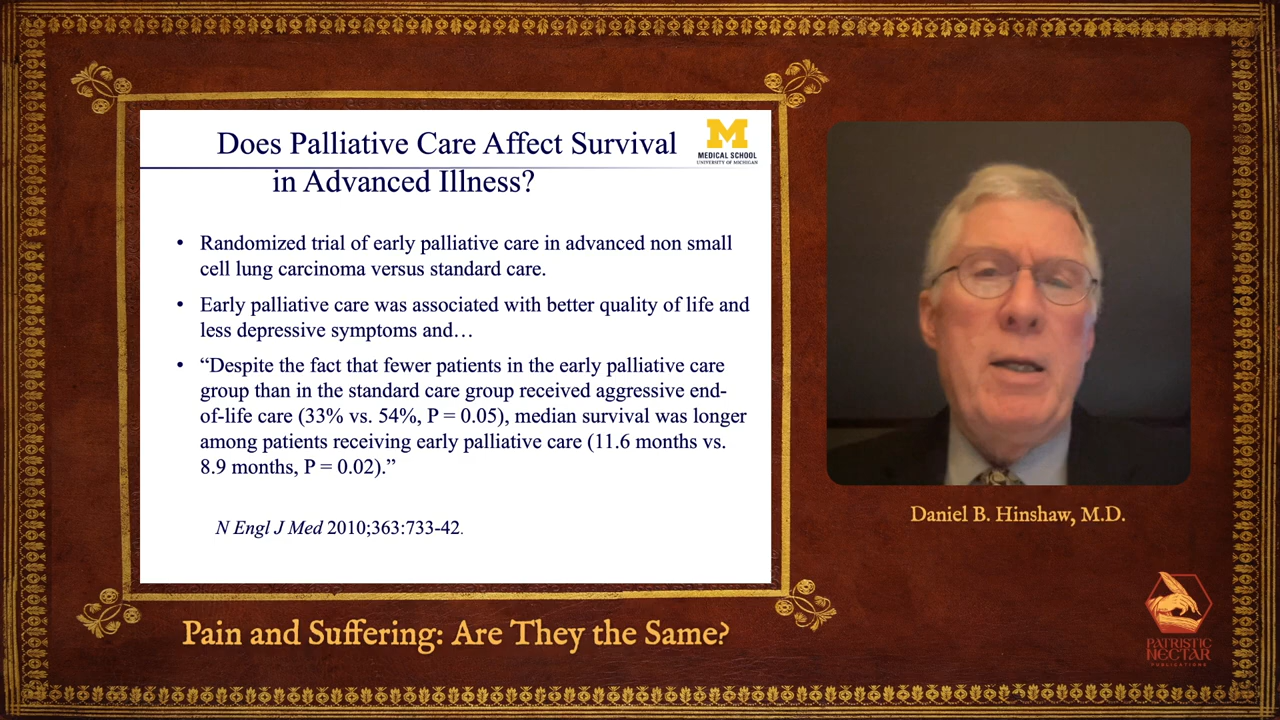 Does Palliative Care Affect Survival
in Advanced Illness?
M
MEDICAL SCHOOL
UNIVERSITY OF MICHIGAN
• Randomized trial of early palliative care in advanced non small
cell lung carcinoma versus standard care.
• Early palliative care was associated with better quality of life and
less depressive symptoms and…
• “Despite the fact that fewer patients in the early palliative care
group than in the standard care group received aggressive end-
of-life care (33% vs. 54%, P = 0.05), median survival was longer
among patients receiving early palliative care (11.6 months vs.
8.9 months, P = 0.02).”
N Engl J Med 2010;363:733-42.
Daniel B. Hinshaw, M.D.
Pain and Suffering: Are They the Same?
PATRISTIC
NECTAR
PUBLICATIONS